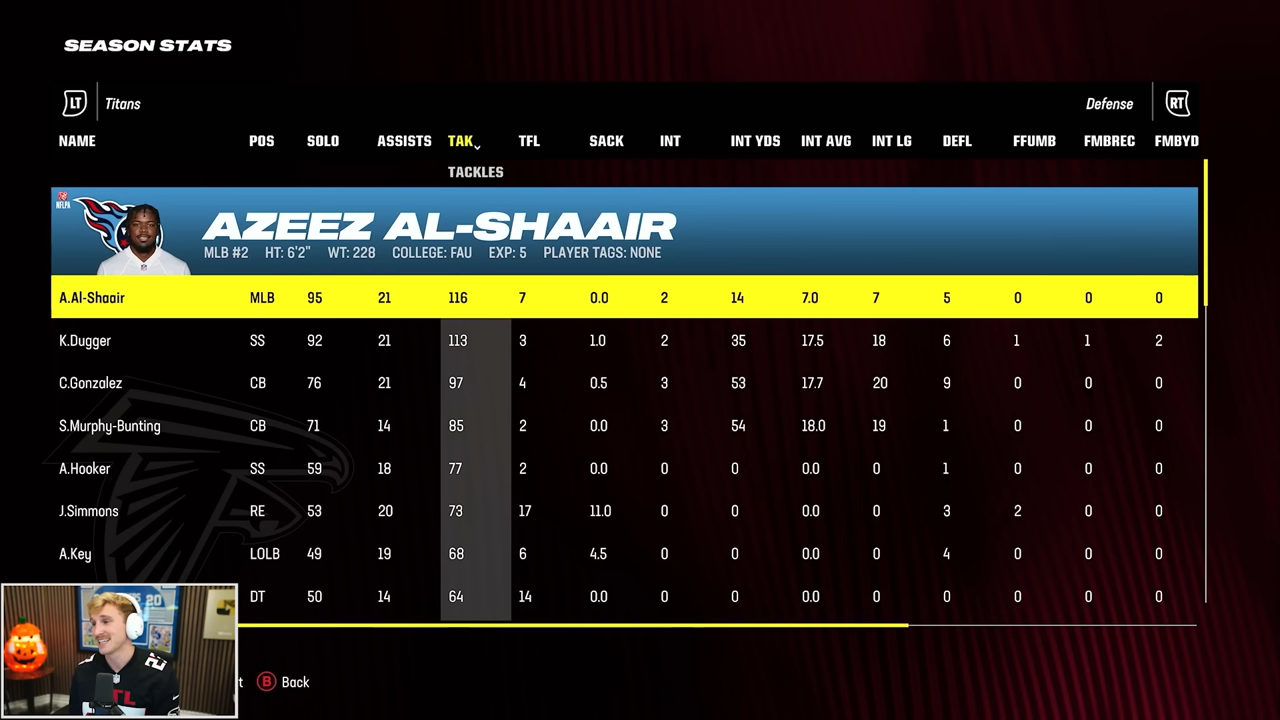 SEASON STATS
LT Titans Defense RT
NAME POS SOLO ASSISTS TAK TFL SACK INT INT YDS INT AVG INT LG DEFL FFUMB FMBREC FMBYD
TACKLES
NFLPA
AZEEZ AL-SHAAIR
MLB #2 HT: 6'2" WT: 228 COLLEGE: FAU EXP: 5 PLAYER TAGS: NONE
A.Al-Shaair MLB 95 21 116 7 0.0 2 14 7.0 7 5 0 0 0
K.Dugger SS 92 21 113 3 1.0 2 35 17.5 18 6 1 1 2
C.Gonzalez CB 76 21 97 4 0.5 3 53 17.7 20 9 0 0 0
S.Murphy-Bunting CB 71 14 85 2 0.0 3 54 18.0 19 1 0 0 0
A.Hooker SS 59 18 77 2 0.0 0 0 0.0 0 1 0 0 0
J.Simmons RE 53 20 73 17 11.0 0 0 0.0 0 3 2 0 0
A.Key LOLB 49 19 68 6 4.5 0 0 0.0 0 4 0 0 0
DT 50 14 64 14 0.0 0 0 0.0 0 0 0 0 0
20
ATL
t B Back